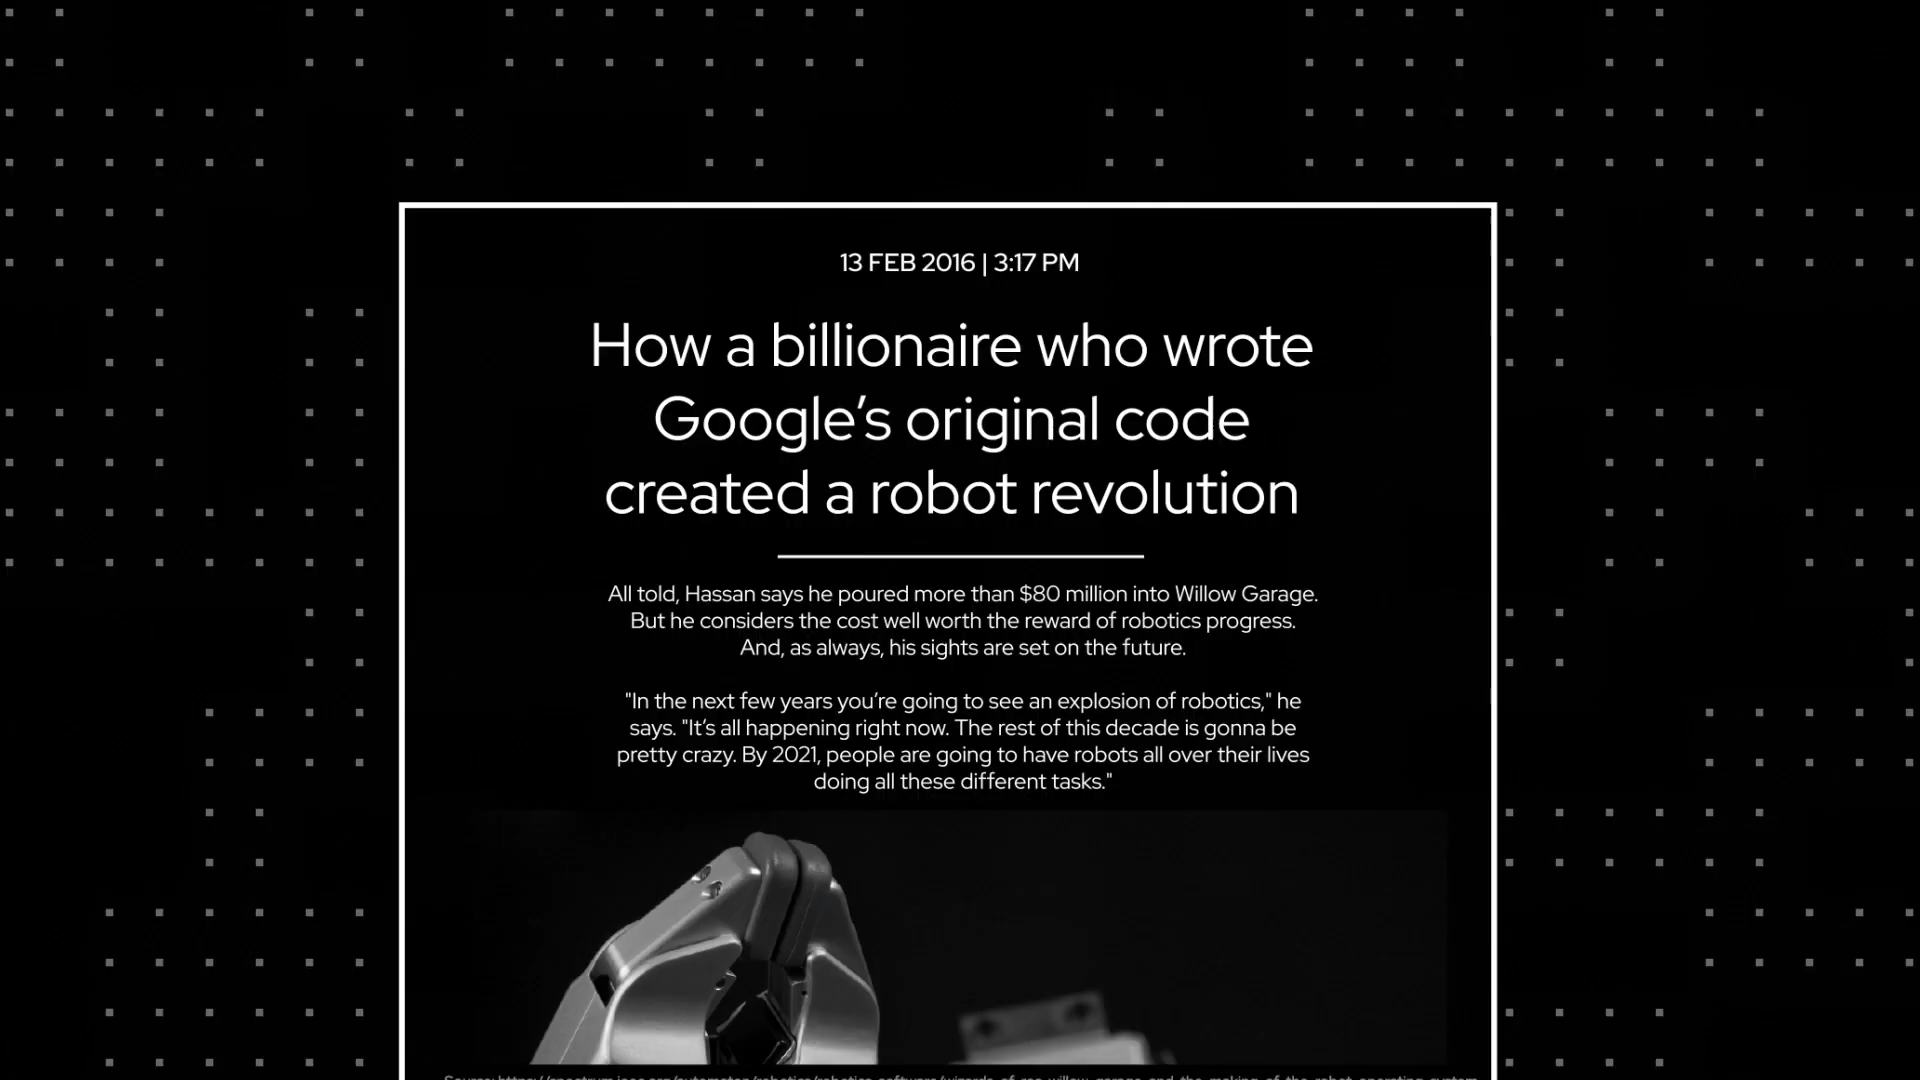 13 FEB 2016 | 3:17 PM
How a billionaire who wrote
Google’s original code
created a robot revolution
All told, Hassan says he poured more than $80 million into Willow Garage.
But he considers the cost well worth the reward of robotics progress.
And, as always, his sights are set on the future.
"In the next few years you’re going to see an explosion of robotics," he
says. "It’s all happening right now. The rest of this decade is gonna be
pretty crazy. By 2021, people are going to have robots all over their lives
doing all these different tasks."